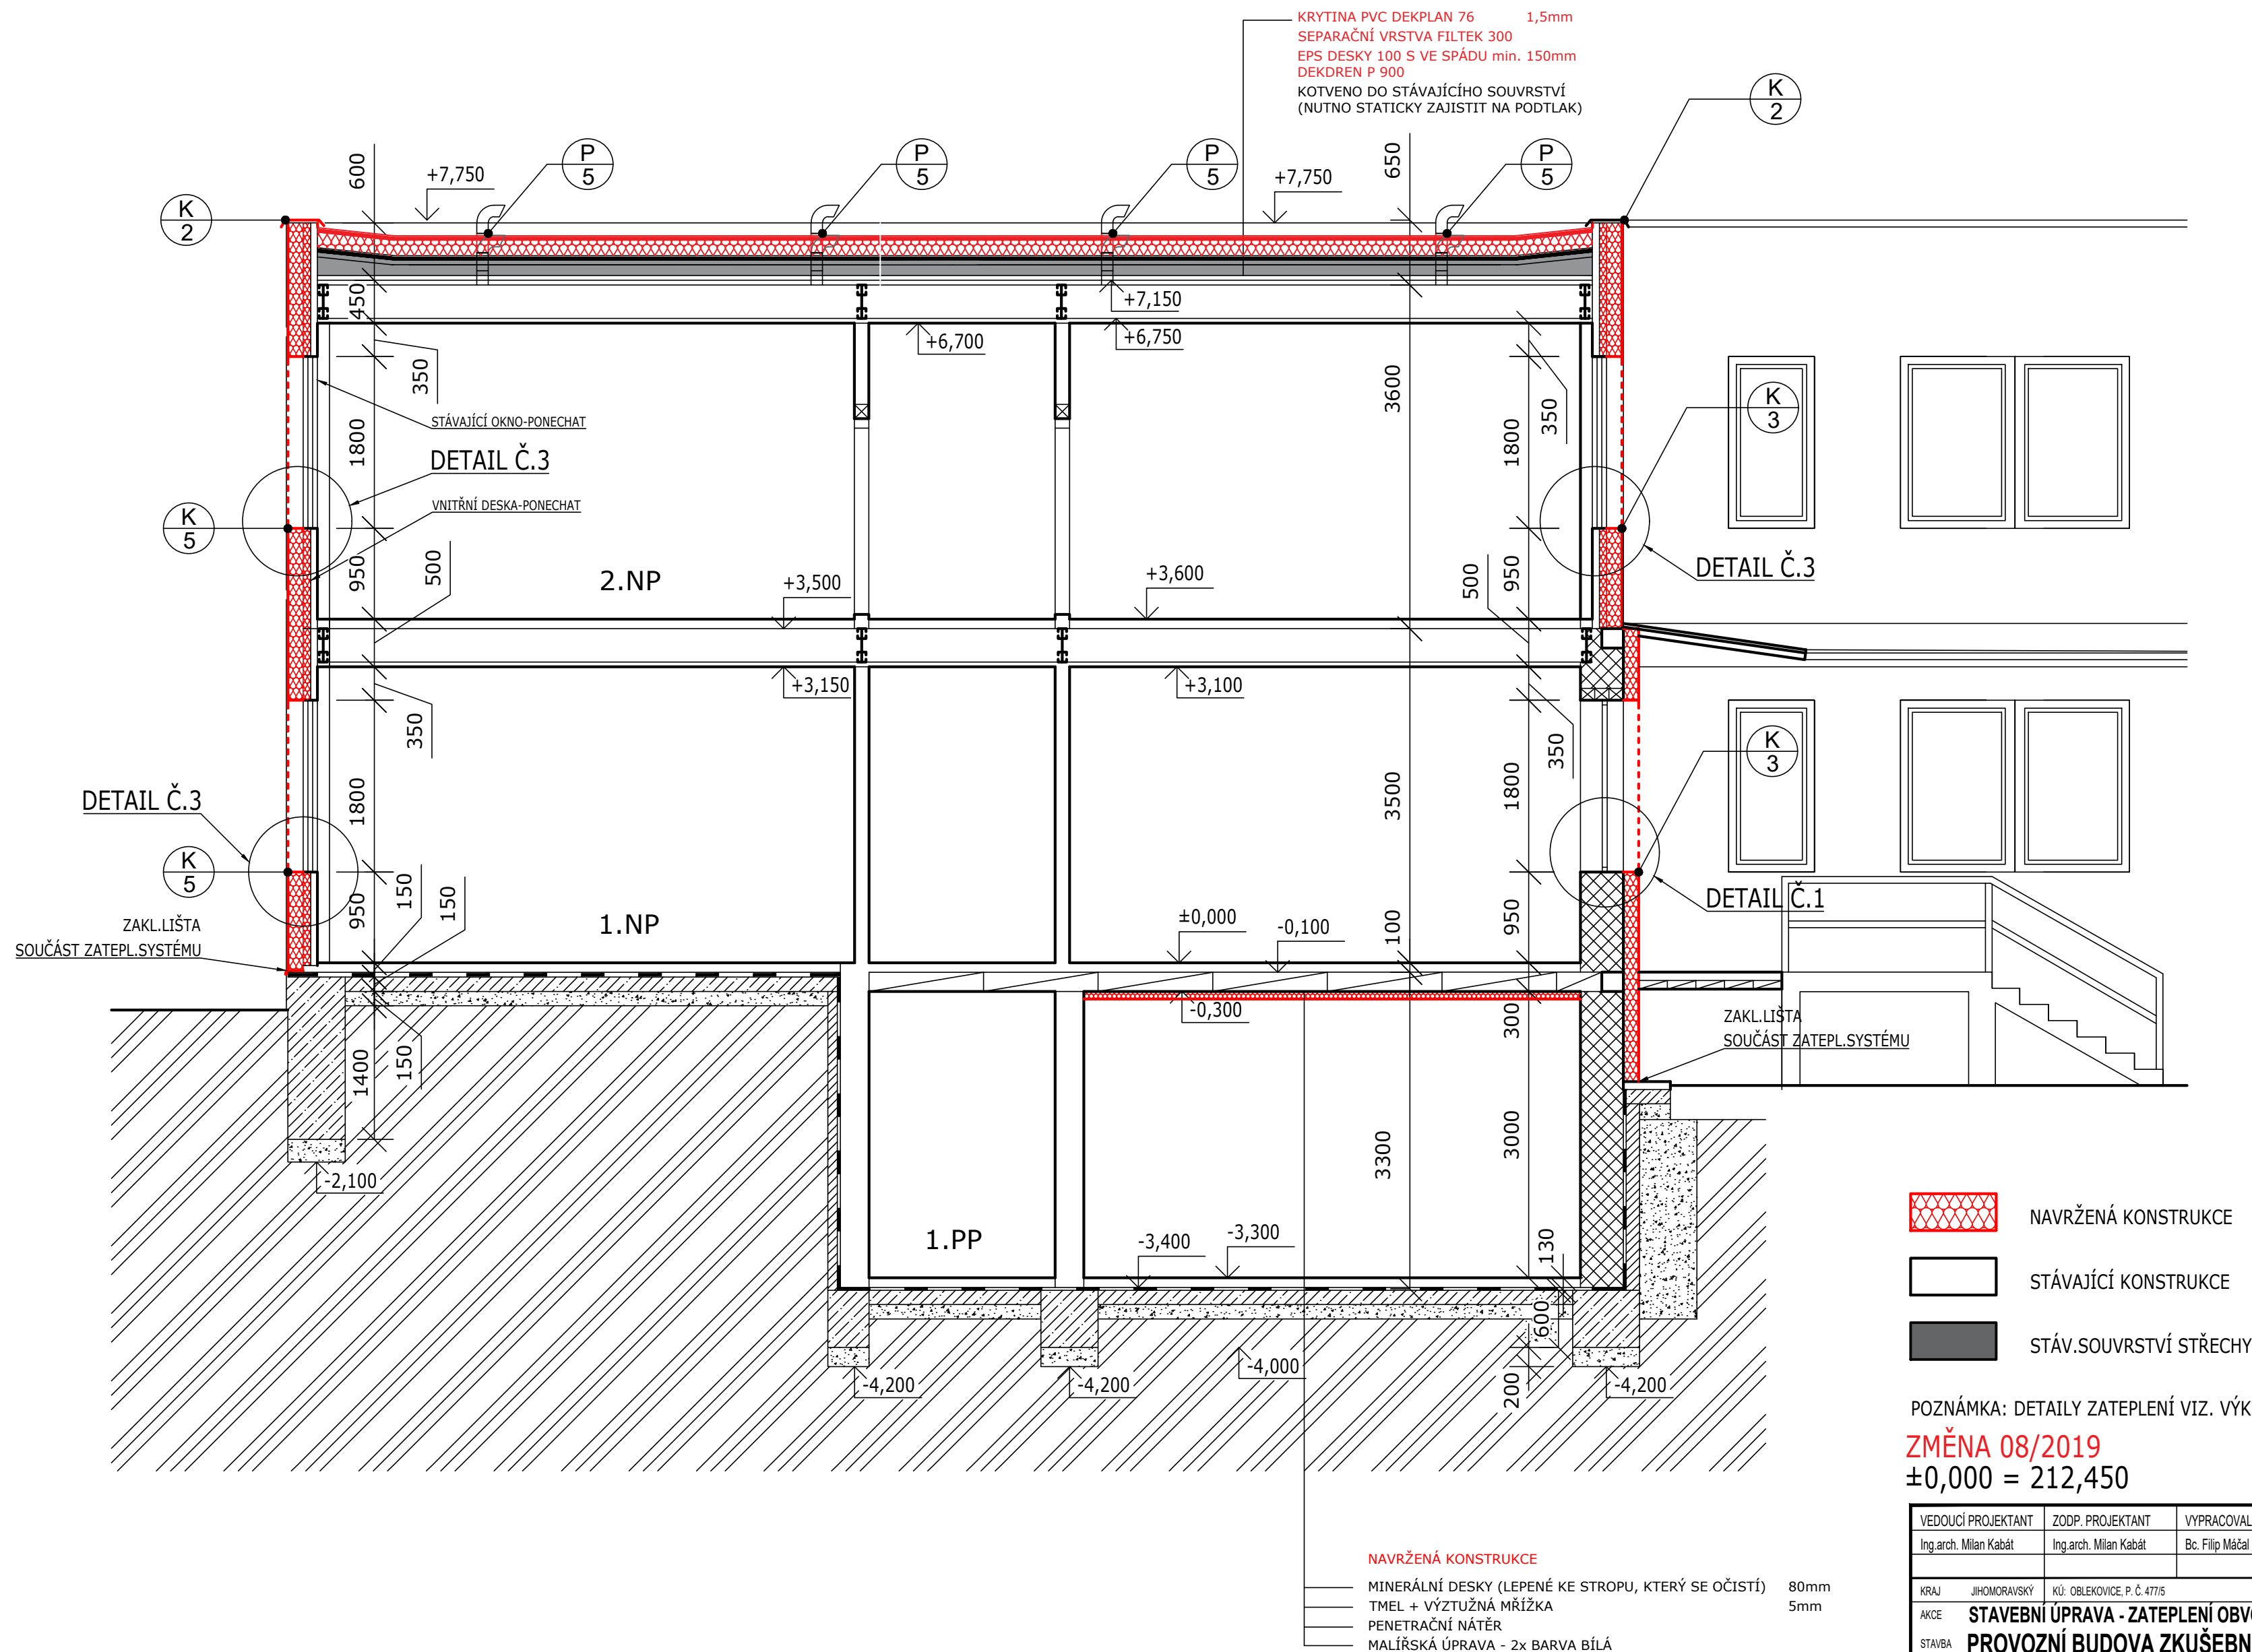 KRYTINA PVC DEKPLAN 76 1,5mm
SEPARAČNÍ VRSTVA FILTEK 300
EPS DESKY 100 S VE SPÁDU min. 150mm
DEKDREN P 900
KOTVENO DO STÁVAJÍCÍHO SOUVRSTVÍ
(NUTNO STATICKY ZAJISTIT NA PODTLAK)
K
2
600
+7,750
P
5
P
5
P
5
+7,750
650
P
5
K
2
450
+7,150
+6,700
+6,750
350
3600
350
STÁVAJÍCÍ OKNO-PONECHAT
1800
1800
K
3
DETAIL Č.3
VNITŘNÍ DESKA-PONECHAT
K
5
950
500
2.NP
+3,500
+3,600
500
950
DETAIL Č.3
+3,150
+3,100
350
350
K
3
DETAIL Č.3
1800
3500
1800
K
5
950
150
150
1.NP
±0,000
-0,100
100
950
DETAIL Č.1
ZAKL.LIŠTA
SOUČÁST ZATEPL.SYSTÉMU
-0,300
300
ZAKL.LIŠTA
SOUČÁST ZATEPL.SYSTÉMU
1400
150
3300
3000
-2,100
1.PP
-3,400
-3,300
130
600
-4,200
-4,200
-4,000
200
-4,200
NAVRŽENÁ KONSTRUKCE
STÁVAJÍCÍ KONSTRUKCE
STÁV.SOUVRSTVÍ STŘECHY
POZNÁMKA: DETAILY ZATEPLENÍ VIZ. VÝK
ZMĚNA 08/2019
±0,000 = 212,450
VEDOUCÍ PROJEKTANT ZODP. PROJEKTANT VYPRACOVAL
Ing.arch. Milan Kabát Ing.arch. Milan Kabát Bc. Filip Máčal
KRAJ JIHOMORAVSKÝ KÚ: OBLEKOVICE, P. Č. 477/5
AKCE STAVEBNÍ ÚPRAVA - ZATEPLENÍ OBV
STAVBA PROVOZNÍ BUDOVA ZKUŠEBN
NAVRŽENÁ KONSTRUKCE
MINERÁLNÍ DESKY (LEPENÉ KE STROPU, KTERÝ SE OČISTÍ) 80mm
TMEL + VÝZTUŽNÁ MŘÍŽKA 5mm
PENETRAČNÍ NÁTĚR
MALÍŘSKÁ ÚPRAVA - 2x BARVA BÍLÁ